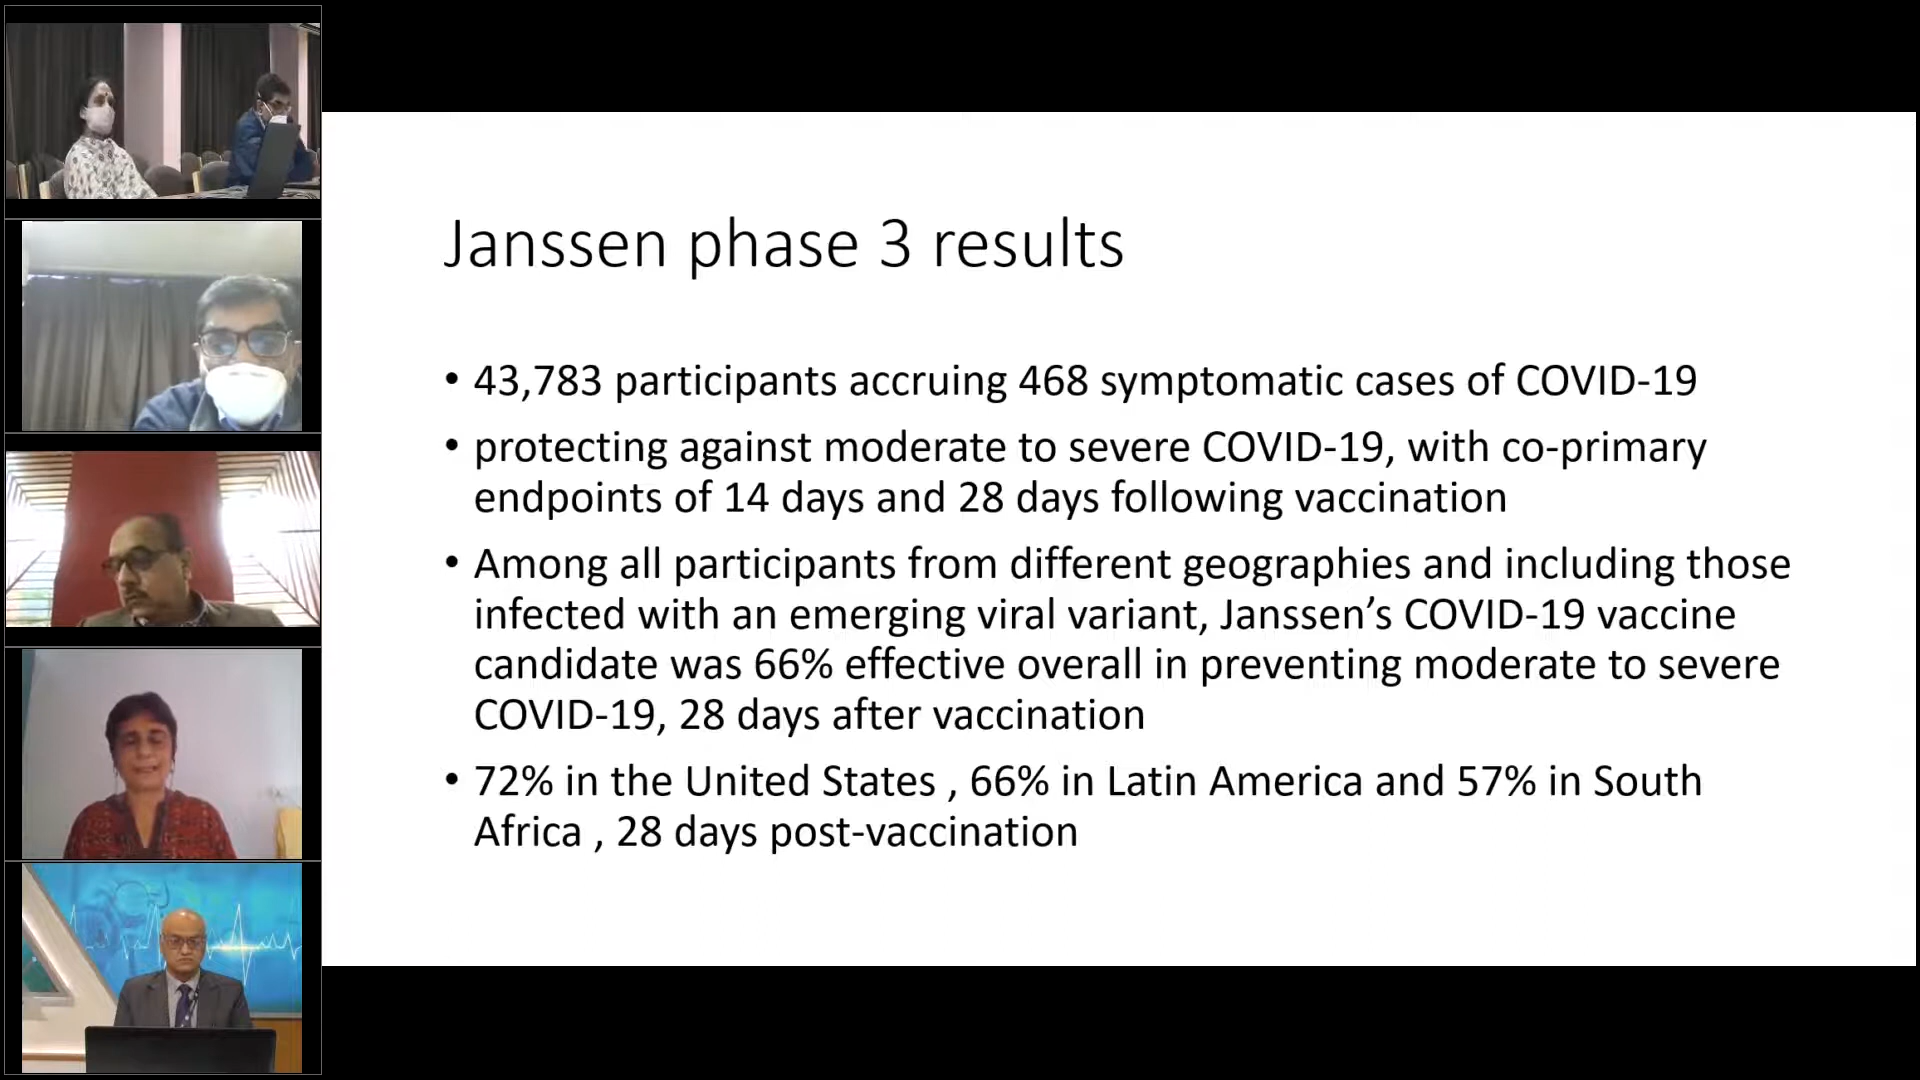 Janssen phase 3 results
• 43,783 participants accruing 468 symptomatic cases of COVID-19
• protecting against moderate to severe COVID-19, with co-primary
endpoints of 14 days and 28 days following vaccination
• Among all participants from different geographies and including those
infected with an emerging viral variant, Janssen’s COVID-19 vaccine
candidate was 66% effective overall in preventing moderate to severe
COVID-19, 28 days after vaccination
• 72% in the United States , 66% in Latin America and 57% in South
Africa , 28 days post-vaccination